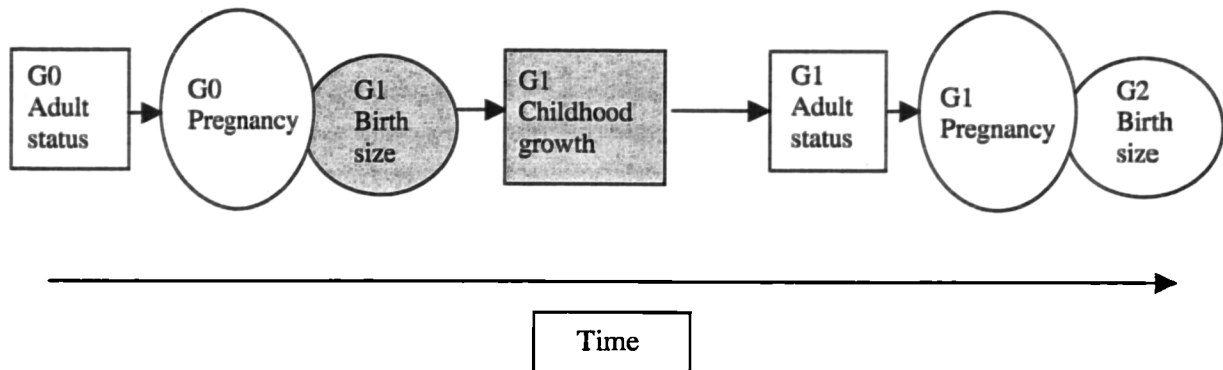 G0
Adult
status
G0
Pregnancy
G1
Birth
size
G1
Childhood
growth
G1
Adult
status
G1
Pregnancy
G2
Birth
size
Time